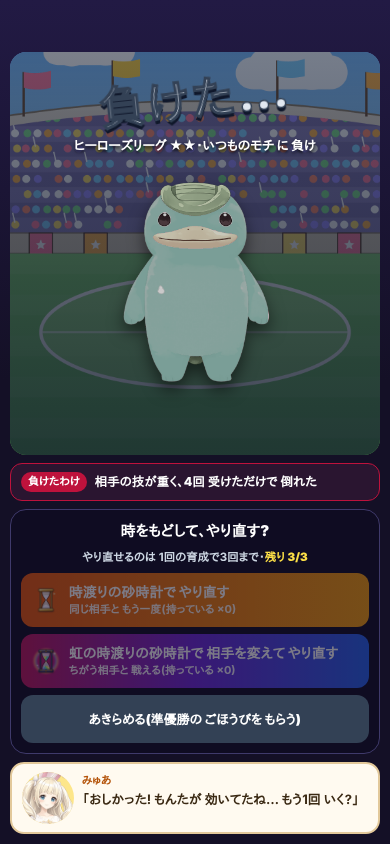 負けた...
ヒーローズリーグ ★★・いつものモチ に 負け
負けたわけ
相手の技が重く、4回 受けただけで 倒れた
時をもどして、やり直す?
やり直せるのは 1回の育成で3回まで・残り 3/3
時渡りの砂時計で やり直す
同じ相手と もう一度(持っている ×0)
虹の時渡りの砂時計で 相手を変えて やり直す
ちがう相手と 戦える(持っている ×0)
あきらめる(準優勝の ごほうびを もらう)
みゅあ
「おしかった! もんたが 効いてたね… もう1回 いく?」